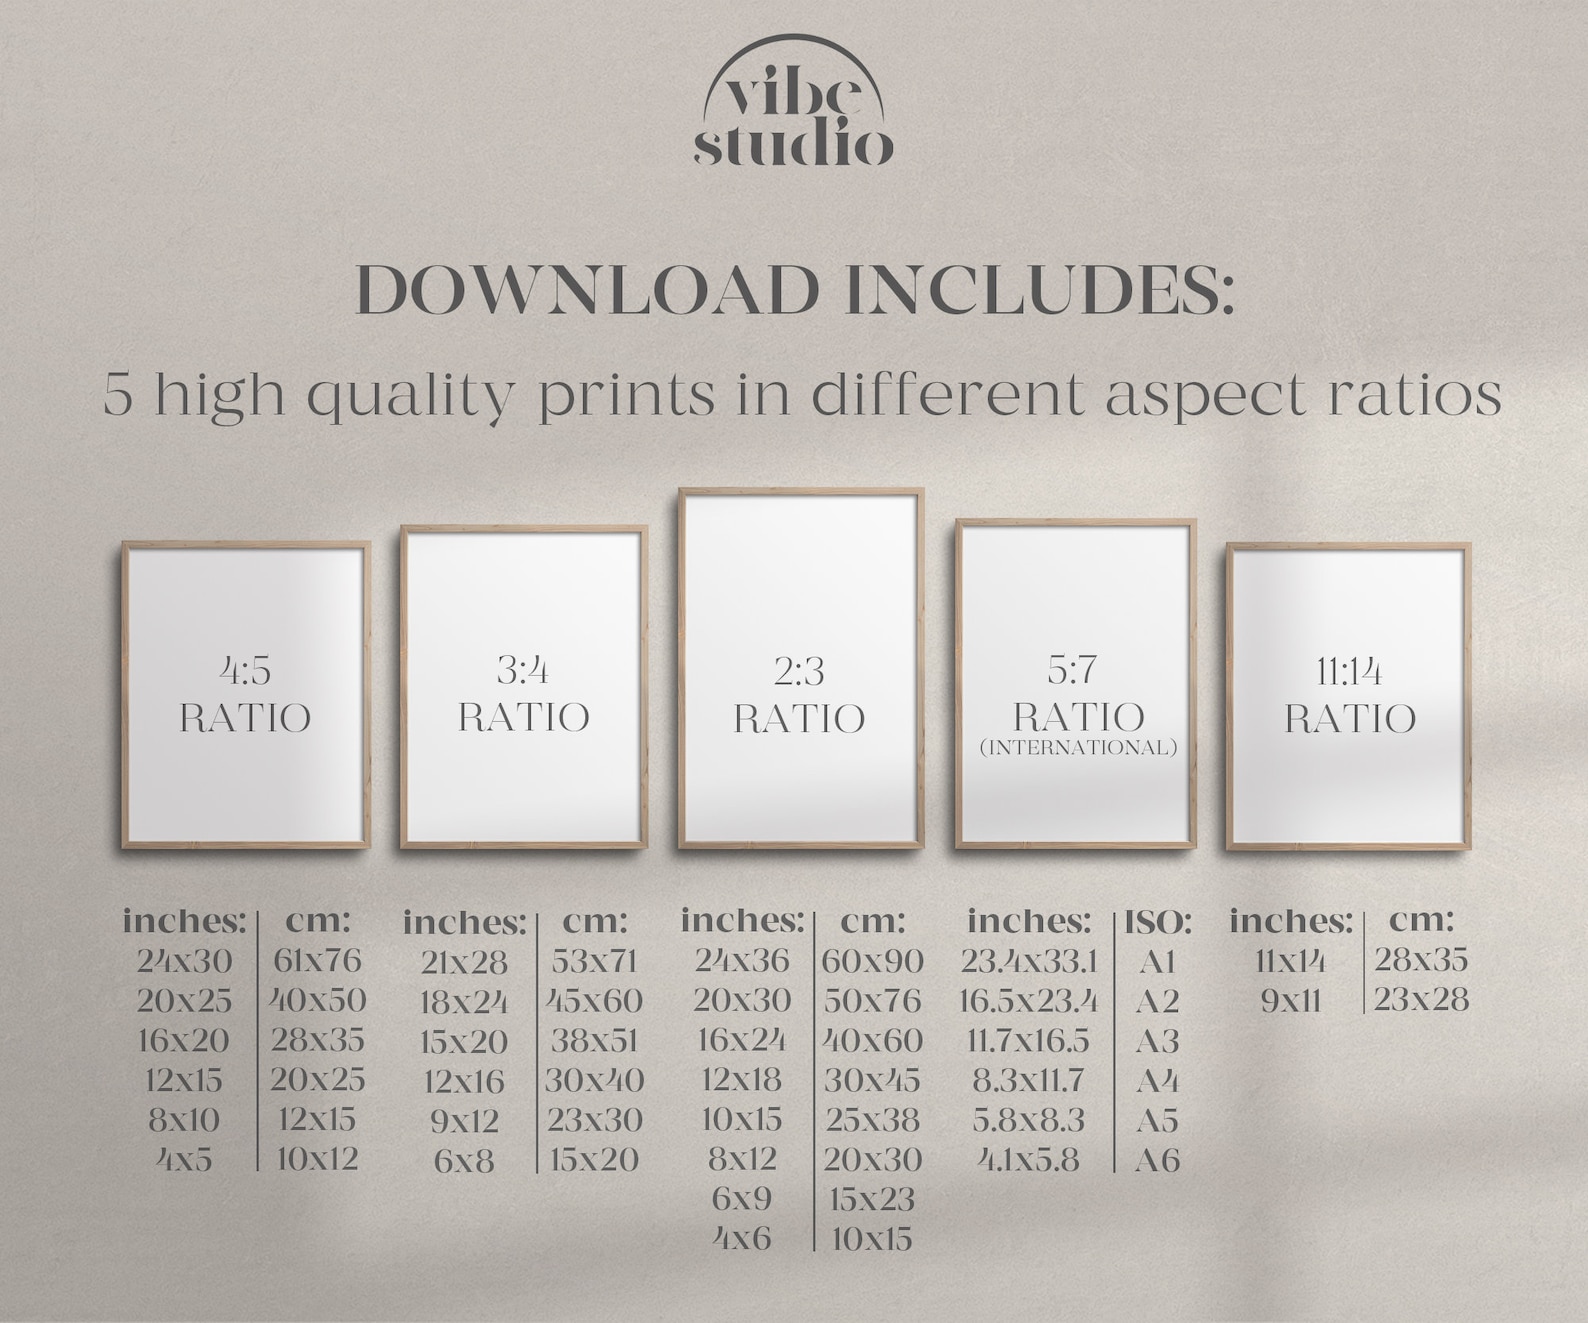 vibe
studio
DOWNLOAD INCLUDES:
5 high quality prints in different aspect ratios
4:5
RATIO
3:4
RATIO
2:3
RATIO
5:7
RATIO
(INTERNATIONAL)
11:14
RATIO
inches: cm:
24x30 61x76
20x25 40x50
16x20 28x35
12x15 20x25
8x10 12x15
4x5 10x12
inches: cm:
21x28 53x71
18x24 45x60
15x20 38x51
12x16 30x40
9x12 23x30
6x8 15x20
inches: cm:
24x36 60x90
20x30 50x76
16x24 40x60
12x18 30x45
10x15 25x38
8x12 20x30
6x9 15x23
4x6 10x15
inches: ISO:
23.4x33.1 A1
16.5x23.4 A2
11.7x16.5 A3
8.3x11.7 A4
5.8x8.3 A5
4.1x5.8 A6
inches: cm:
11x14 28x35
9x11 23x28